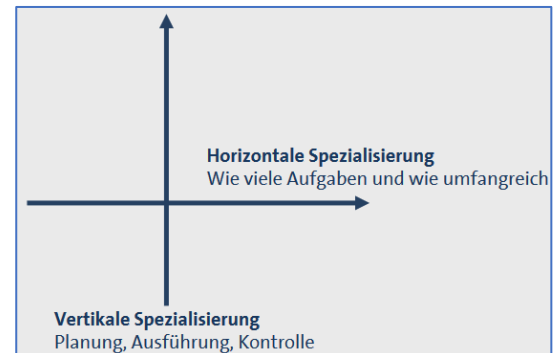 Horizontale Spezialisierung
Wie viele Aufgaben und wie umfangreich
Vertikale Spezialisierung
Planung, Ausführung, Kontrolle